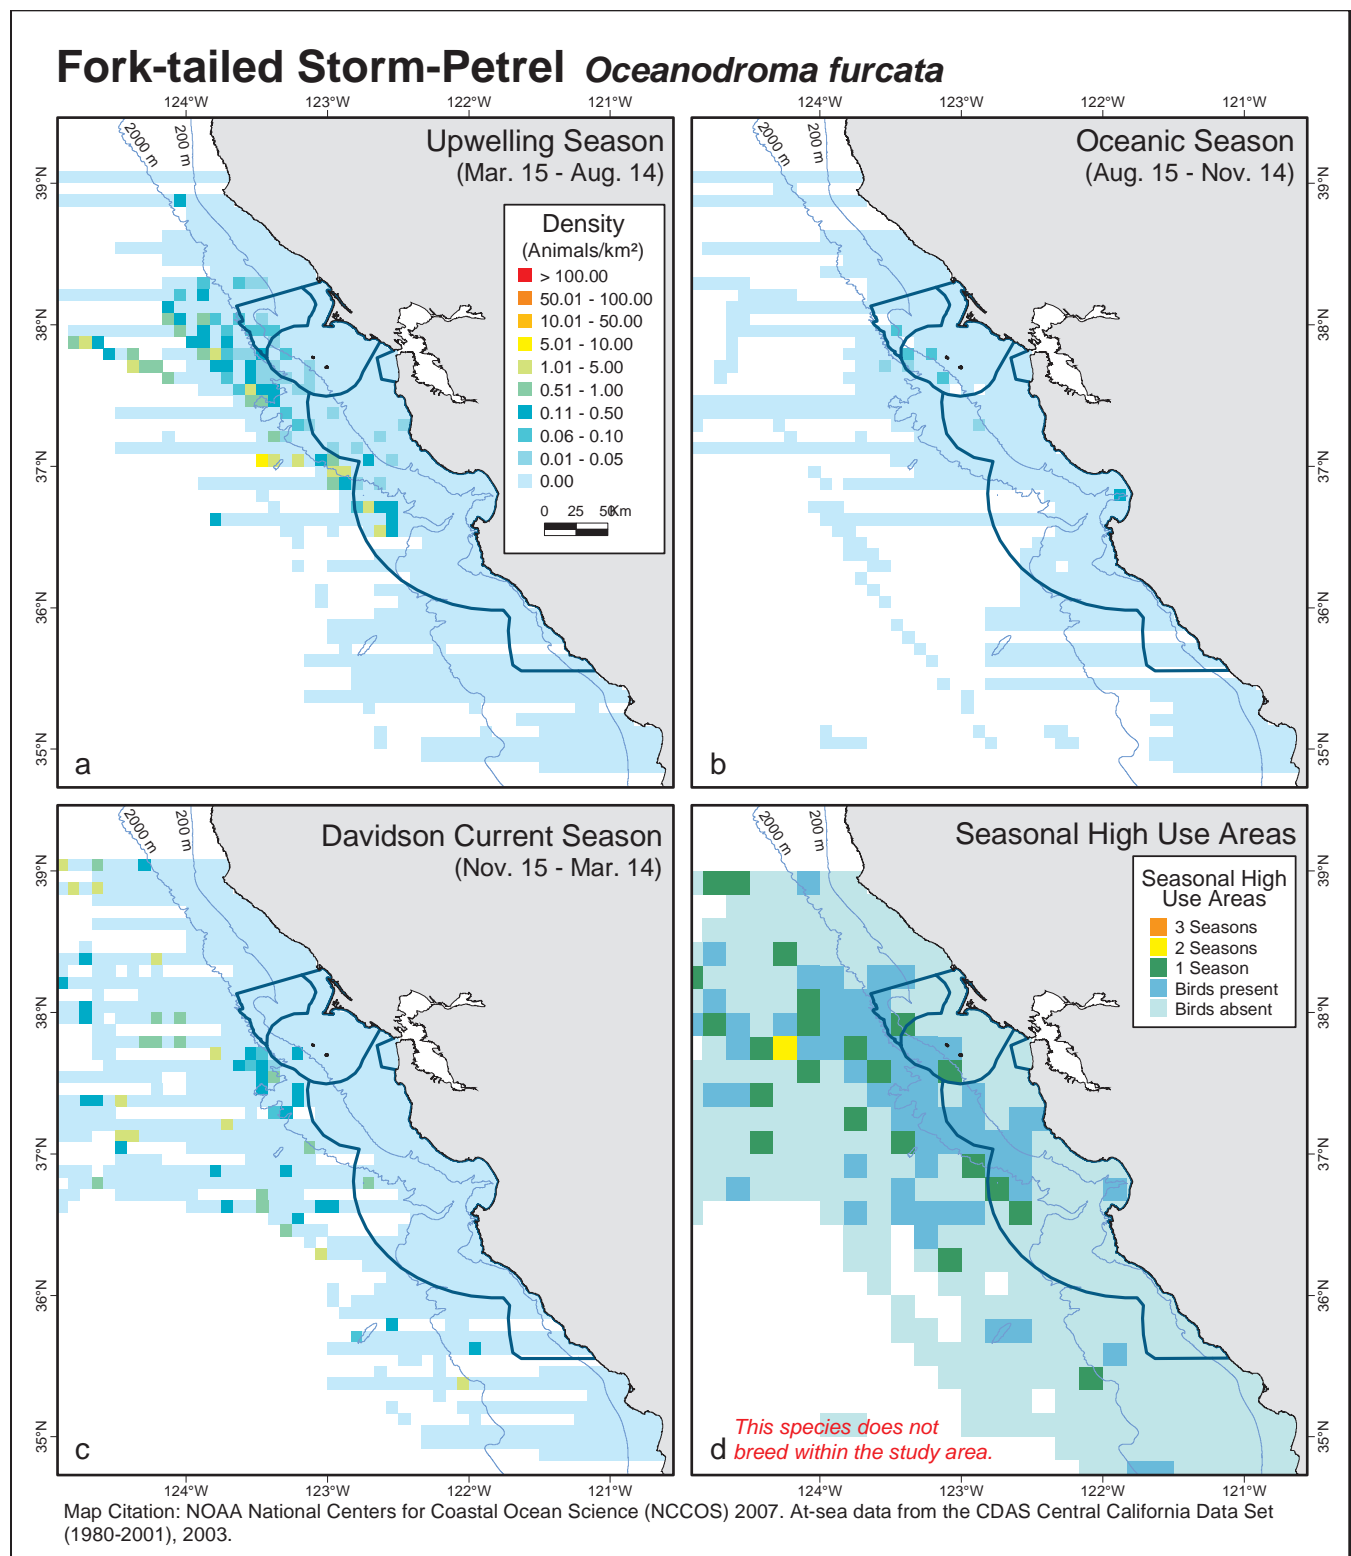 Fork-tailed Storm-Petrel Oceanodroma furcata
124°W 123°W 122°W 121°W 124°W 123°W 122°W 121°W
2000 m
200 m
Upwelling Season
(Mar. 15 - Aug. 14)
Density
(Animals/km²)
> 100.00
50.01 - 100.00
10.01 - 50.00
5.01 - 10.00
1.01 - 5.00
0.51 - 1.00
0.11 - 0.50
0.06 - 0.10
0.01 - 0.05
0.00
0 25 50 Km
39°N
38°N
37°N
36°N
35°N
a
2000 m
200 m
Oceanic Season
(Aug. 15 - Nov. 14)
39°N
38°N
37°N
36°N
35°N
b
2000 m
200 m
Davidson Current Season
(Nov. 15 - Mar. 14)
39°N
38°N
37°N
36°N
35°N
c
2000 m
200 m
Seasonal High Use Areas
Seasonal High
Use Areas
3 Seasons
2 Seasons
1 Season
Birds present
Birds absent
39°N
38°N
37°N
36°N
35°N
d
This species does not
breed within the study area.
124°W 123°W 122°W 121°W 124°W 123°W 122°W 121°W
Map Citation: NOAA National Centers for Coastal Ocean Science (NCCOS) 2007. At-sea data from the CDAS Central California Data Set
(1980-2001), 2003.